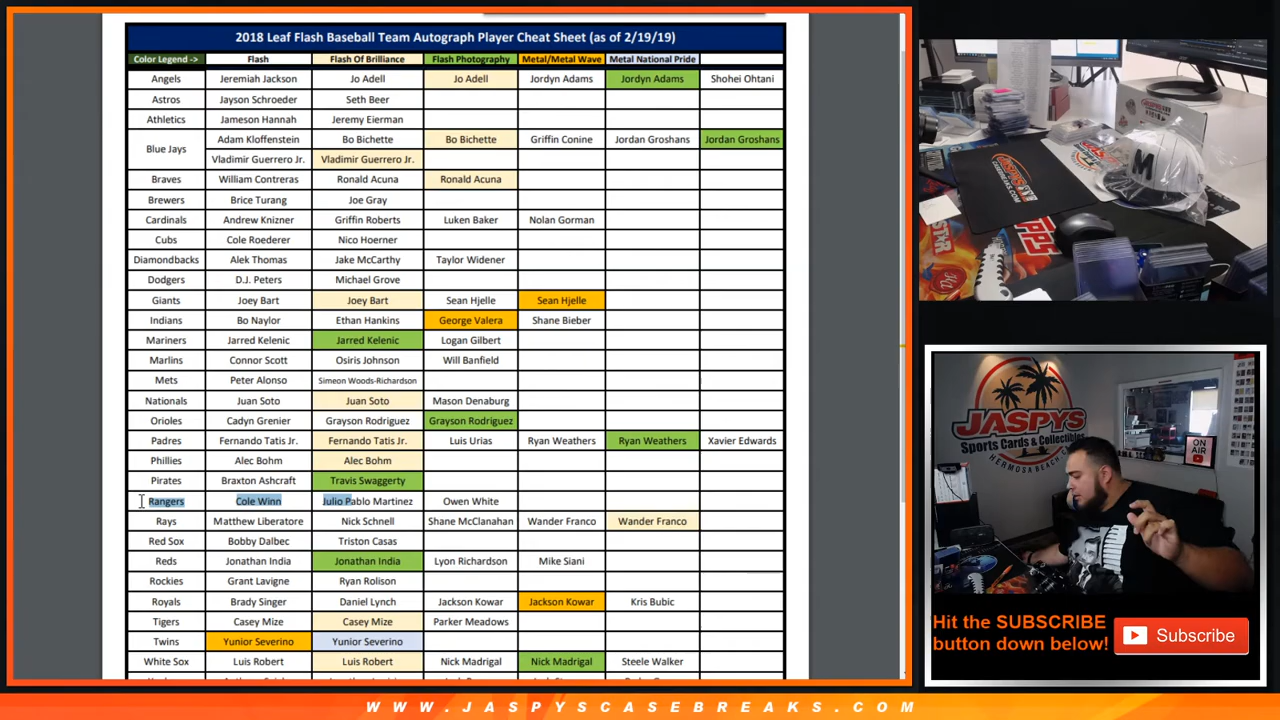 2018 Leaf Flash Baseball Team Autograph Player Cheat Sheet (as of 2/19/19)
Color Legend -> Flash Flash Of Brilliance Flash Photography Metal/Metal Wave Metal National Pride
Angels Jeremiah Jackson Jo Adell Jo Adell Jordyn Adams Jordyn Adams Shohei Ohtani
Astros Jayson Schroeder Seth Beer
Athletics Jameson Hannah Jeremy Eierman
Blue Jays Adam Kloffenstein Bo Bichette Bo Bichette Griffin Conine Jordan Groshans Jordan Groshans
Vladimir Guerrero Jr. Vladimir Guerrero Jr.
Braves William Contreras Ronald Acuna Ronald Acuna
Brewers Brice Turang Joe Gray
Cardinals Andrew Knizner Griffin Roberts Luken Baker Nolan Gorman
Cubs Cole Roederer Nico Hoerner
Diamondbacks Alek Thomas Jake McCarthy Taylor Widener
Dodgers D.J. Peters Michael Grove
Giants Joey Bart Joey Bart Sean Hjelle Sean Hjelle
Indians Bo Naylor Ethan Hankins George Valera Shane Bieber
Mariners Jarred Kelenic Jarred Kelenic Logan Gilbert
Marlins Connor Scott Osiris Johnson Will Banfield
Mets Peter Alonso Simeon Woods-Richardson
Nationals Juan Soto Juan Soto Mason Denaburg
Orioles Cadyn Grenier Grayson Rodriguez Grayson Rodriguez
Padres Fernando Tatis Jr. Fernando Tatis Jr. Luis Urias Ryan Weathers Ryan Weathers Xavier Edwards
Phillies Alec Bohm Alec Bohm
Pirates Braxton Ashcraft Travis Swaggerty
Rangers Cole Winn Julio Pablo Martinez Owen White
Rays Matthew Liberatore Nick Schnell Shane McClanahan Wander Franco Wander Franco
Red Sox Bobby Dalbec Triston Casas
Reds Jonathan India Jonathan India Lyon Richardson Mike Siani
Rockies Grant Lavigne Ryan Rolison
Royals Brady Singer Daniel Lynch Jackson Kowar Jackson Kowar Kris Bubic
Tigers Casey Mize Casey Mize Parker Meadows
Twins Yunior Severino Yunior Severino
White Sox Luis Robert Luis Robert Nick Madrigal Nick Madrigal Steele Walker
JASPYS
CASEBREAKS.COM
M
TOPPS
STAR
JASPYS
Sports Cards & Collectibles
HERMOSA BEACH
ON AIR
Hit the SUBSCRIBE
button down below!
Subscribe
WWW.JASPYSCASEBREAKS.COM